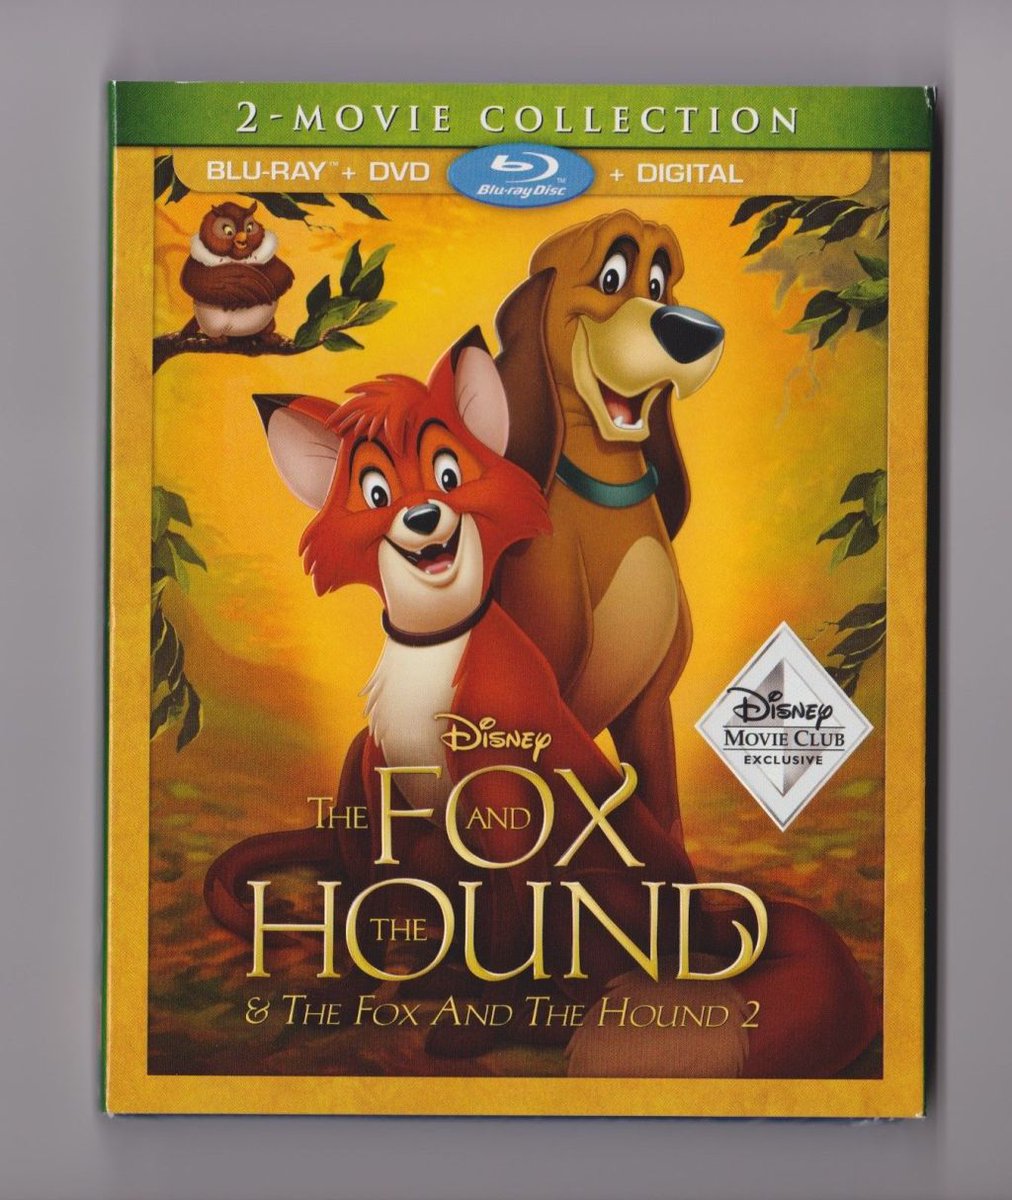 2-MOVIE COLLECTION
BLU-RAY™ + DVD Blu-ray Disc™ + DIGITAL
Disney
THE FOX AND
THE HOUND
& THE FOX AND THE HOUND 2
Disney
MOVIE CLUB
EXCLUSIVE